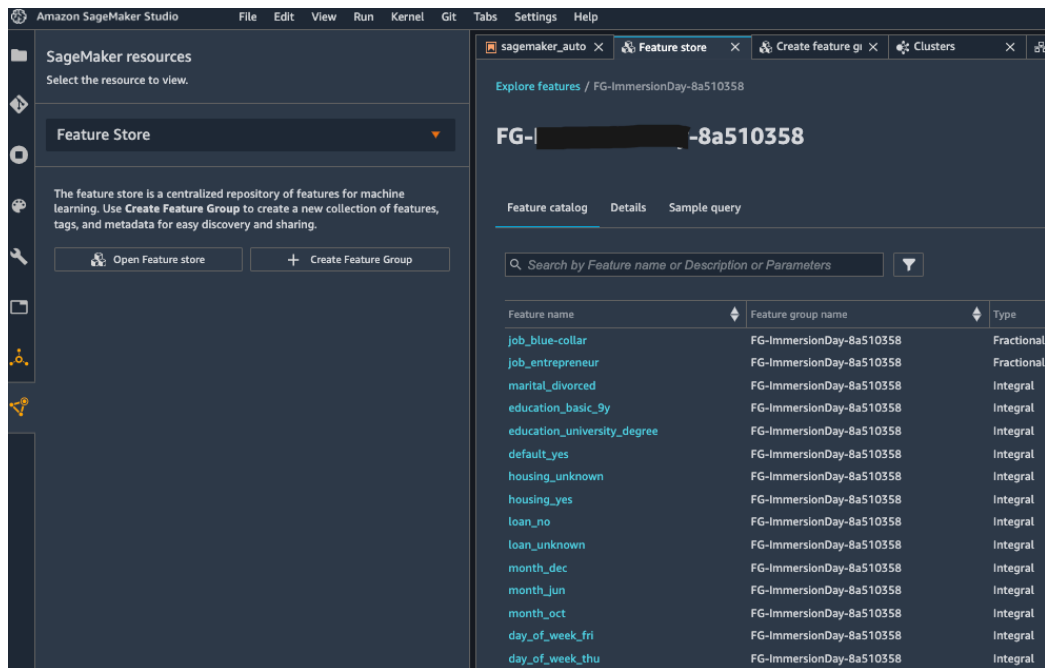 Amazon SageMaker Studio File Edit View Run Kernel Git Tabs Settings Help
SageMaker resources
Select the resource to view.
Feature Store
The feature store is a centralized repository of features for machine
learning. Use Create Feature Group to create a new collection of features,
tags, and metadata for easy discovery and sharing.
Open Feature store
+ Create Feature Group
sagemaker_auto Feature store Create feature gr Clusters
Explore features / FG-ImmersionDay-8a510358
FG- -8a510358
Feature catalog Details Sample query
Search by Feature name or Description or Parameters
Feature name Feature group name Type
job_blue-collar FG-ImmersionDay-8a510358 Fractional
job_entrepreneur FG-ImmersionDay-8a510358 Fractional
marital_divorced FG-ImmersionDay-8a510358 Integral
education_basic_9y FG-ImmersionDay-8a510358 Integral
education_university_degree FG-ImmersionDay-8a510358 Integral
default_yes FG-ImmersionDay-8a510358 Integral
housing_unknown FG-ImmersionDay-8a510358 Integral
housing_yes FG-ImmersionDay-8a510358 Integral
loan_no FG-ImmersionDay-8a510358 Integral
loan_unknown FG-ImmersionDay-8a510358 Integral
month_dec FG-ImmersionDay-8a510358 Integral
month_jun FG-ImmersionDay-8a510358 Integral
month_oct FG-ImmersionDay-8a510358 Integral
day_of_week_fri FG-ImmersionDay-8a510358 Integral
day_of_week_thu FG-ImmersionDay-8a510358 Integral